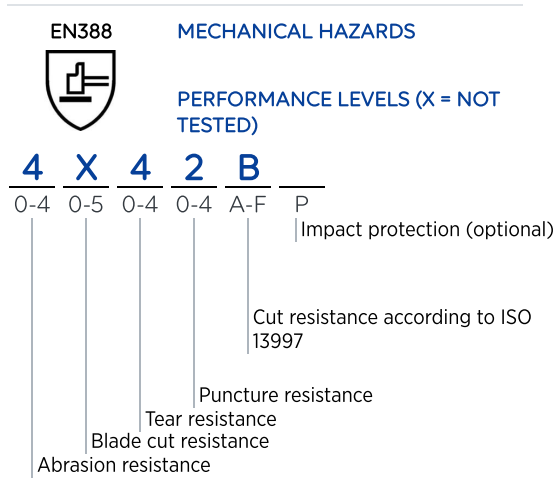 EN388
MECHANICAL HAZARDS
PERFORMANCE LEVELS (X = NOT
TESTED)
4 X 4 2 B
0-4 0-5 0-4 0-4 A-F P
Impact protection (optional)
Cut resistance according to ISO
13997
Puncture resistance
Tear resistance
Blade cut resistance
Abrasion resistance